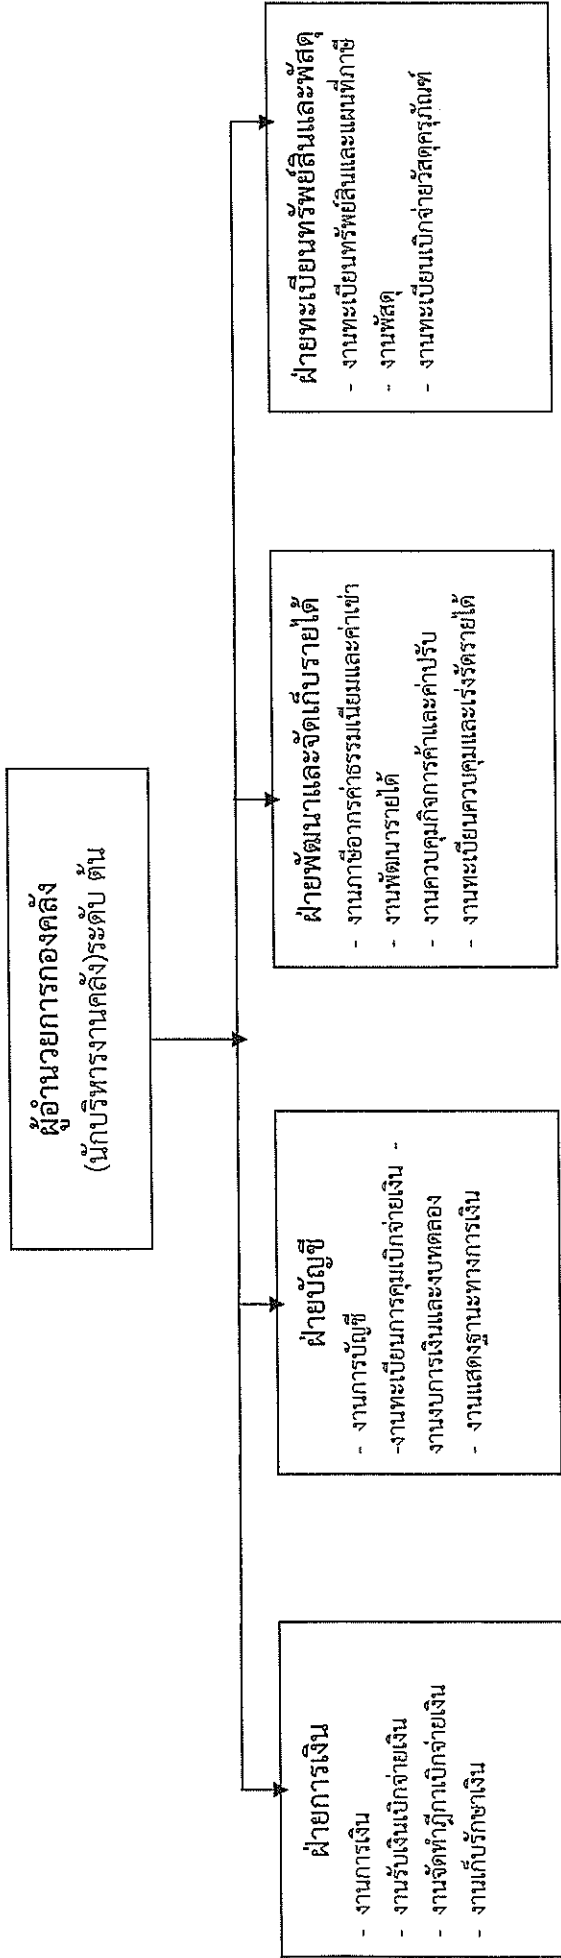 ผู้อำนวยการกองคลัง
(นักบริหารงานคลัง)ระดับ ต้น
ฝ่ายการเงิน
- งานการเงิน
- งานรับเงินเบิกจ่ายเงิน
- งานจัดทำฎีกาเบิกจ่ายเงิน
- งานเก็บรักษาเงิน
ฝ่ายบัญชี
- งานการบัญชี
-งานทะเบียนการคุมเบิกจ่ายเงิน -
งานงบการเงินและงบทดลอง
- งานแสดงฐานะทางการเงิน
ฝ่ายพัฒนาและจัดเก็บรายได้
- งานภาษีอากรค่าธรรมเนียมและค่าเช่า
- งานพัฒนารายได้
- งานควบคุมกิจการค้าและค่าปรับ
- งานทะเบียนควบคุมและเร่งรัดรายได้
ฝ่ายทะเบียนทรัพย์สินและพัสดุ
- งานทะเบียนทรัพย์สินและแผนที่ภาษี
- งานพัสดุ
- งานทะเบียนเบิกจ่ายวัสดุครุภัณฑ์